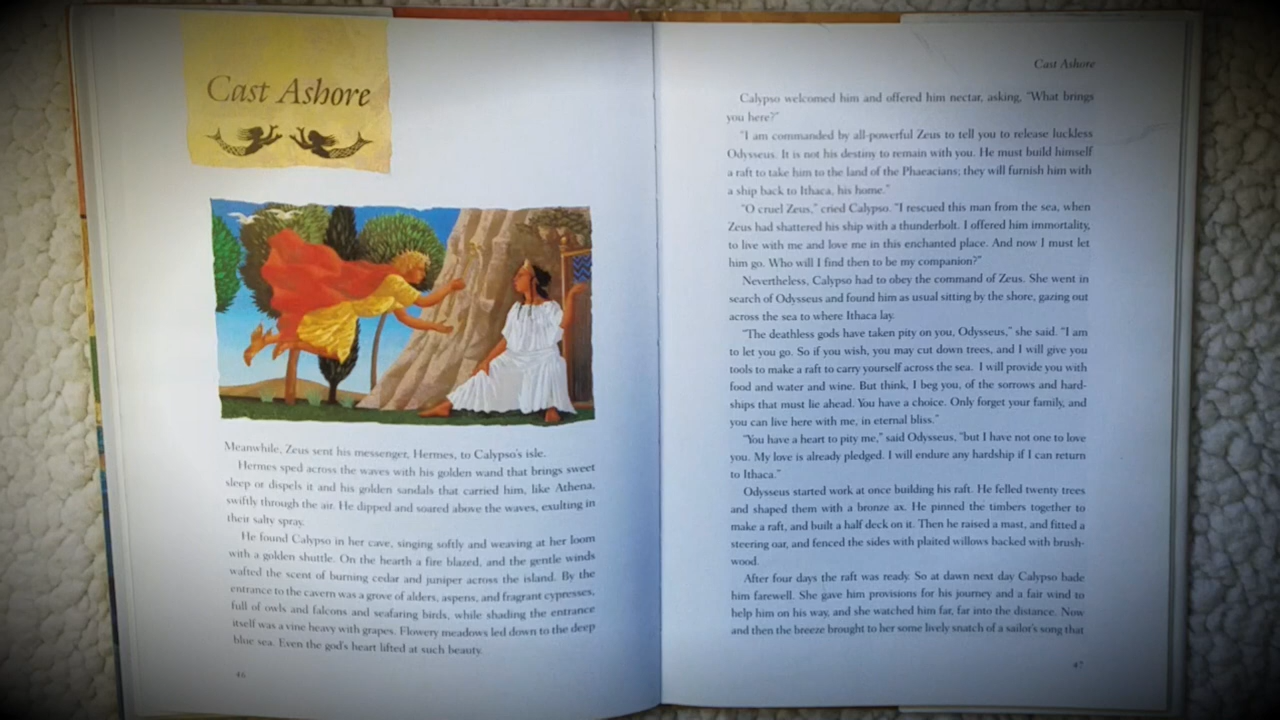 Cast Ashore
Meanwhile, Zeus sent his messenger, Hermes, to Calypso's isle.
Hermes sped across the waves with his golden wand that brings sweet
sleep or dispels it and his golden sandals that carried him, like Athena,
swiftly through the air. He dipped and soared above the waves, exulting in
their salty spray.
He found Calypso in her cave, singing softly and weaving at her loom
with a golden shuttle. On the hearth a fire blazed, and the gentle winds
wafted the scent of burning cedar and juniper across the island. By the
entrance to the cavern was a grove of alders, aspens, and fragrant cypresses,
full of owls and falcons and seafaring birds, while shading the entrance
itself was a vine heavy with grapes. Flowery meadows led down to the deep
blue sea. Even the god's heart lifted at such beauty.
46
Cast Ashore
Calypso welcomed him and offered him nectar, asking, "What brings
you here?"
"I am commanded by all-powerful Zeus to tell you to release luckless
Odysseus. It is not his destiny to remain with you. He must build himself
a raft to take him to the land of the Phaeacians; they will furnish him with
a ship back to Ithaca, his home."
"O cruel Zeus," cried Calypso. "I rescued this man from the sea, when
Zeus had shattered his ship with a thunderbolt. I offered him immortality,
to live with me and love me in this enchanted place. And now I must let
him go. Who will I find then to be my companion?"
Nevertheless, Calypso had to obey the command of Zeus. She went in
search of Odysseus and found him as usual sitting by the shore, gazing out
across the sea to where Ithaca lay.
"The deathless gods have taken pity on you, Odysseus," she said. "I am
to let you go. So if you wish, you may cut down trees, and I will give you
tools to make a raft to carry yourself across the sea. I will provide you with
food and water and wine. But think, I beg you, of the sorrows and hard-
ships that must lie ahead. You have a choice. Only forget your family, and
you can live here with me, in eternal bliss."
"You have a heart to pity me," said Odysseus, "but I have not one to love
you. My love is already pledged. I will endure any hardship if I can return
to Ithaca."
Odysseus started work at once building his raft. He felled twenty trees
and shaped them with a bronze ax. He pinned the timbers together to
make a raft, and built a half deck on it. Then he raised a mast, and fitted a
steering oar, and fenced the sides with plaited willows backed with brush-
wood.
After four days the raft was ready. So at dawn next day Calypso bade
him farewell. She gave him provisions for his journey and a fair wind to
help him on his way, and she watched him far, far into the distance. Now
and then the breeze brought to her some lively snatch of a sailor's song that
47